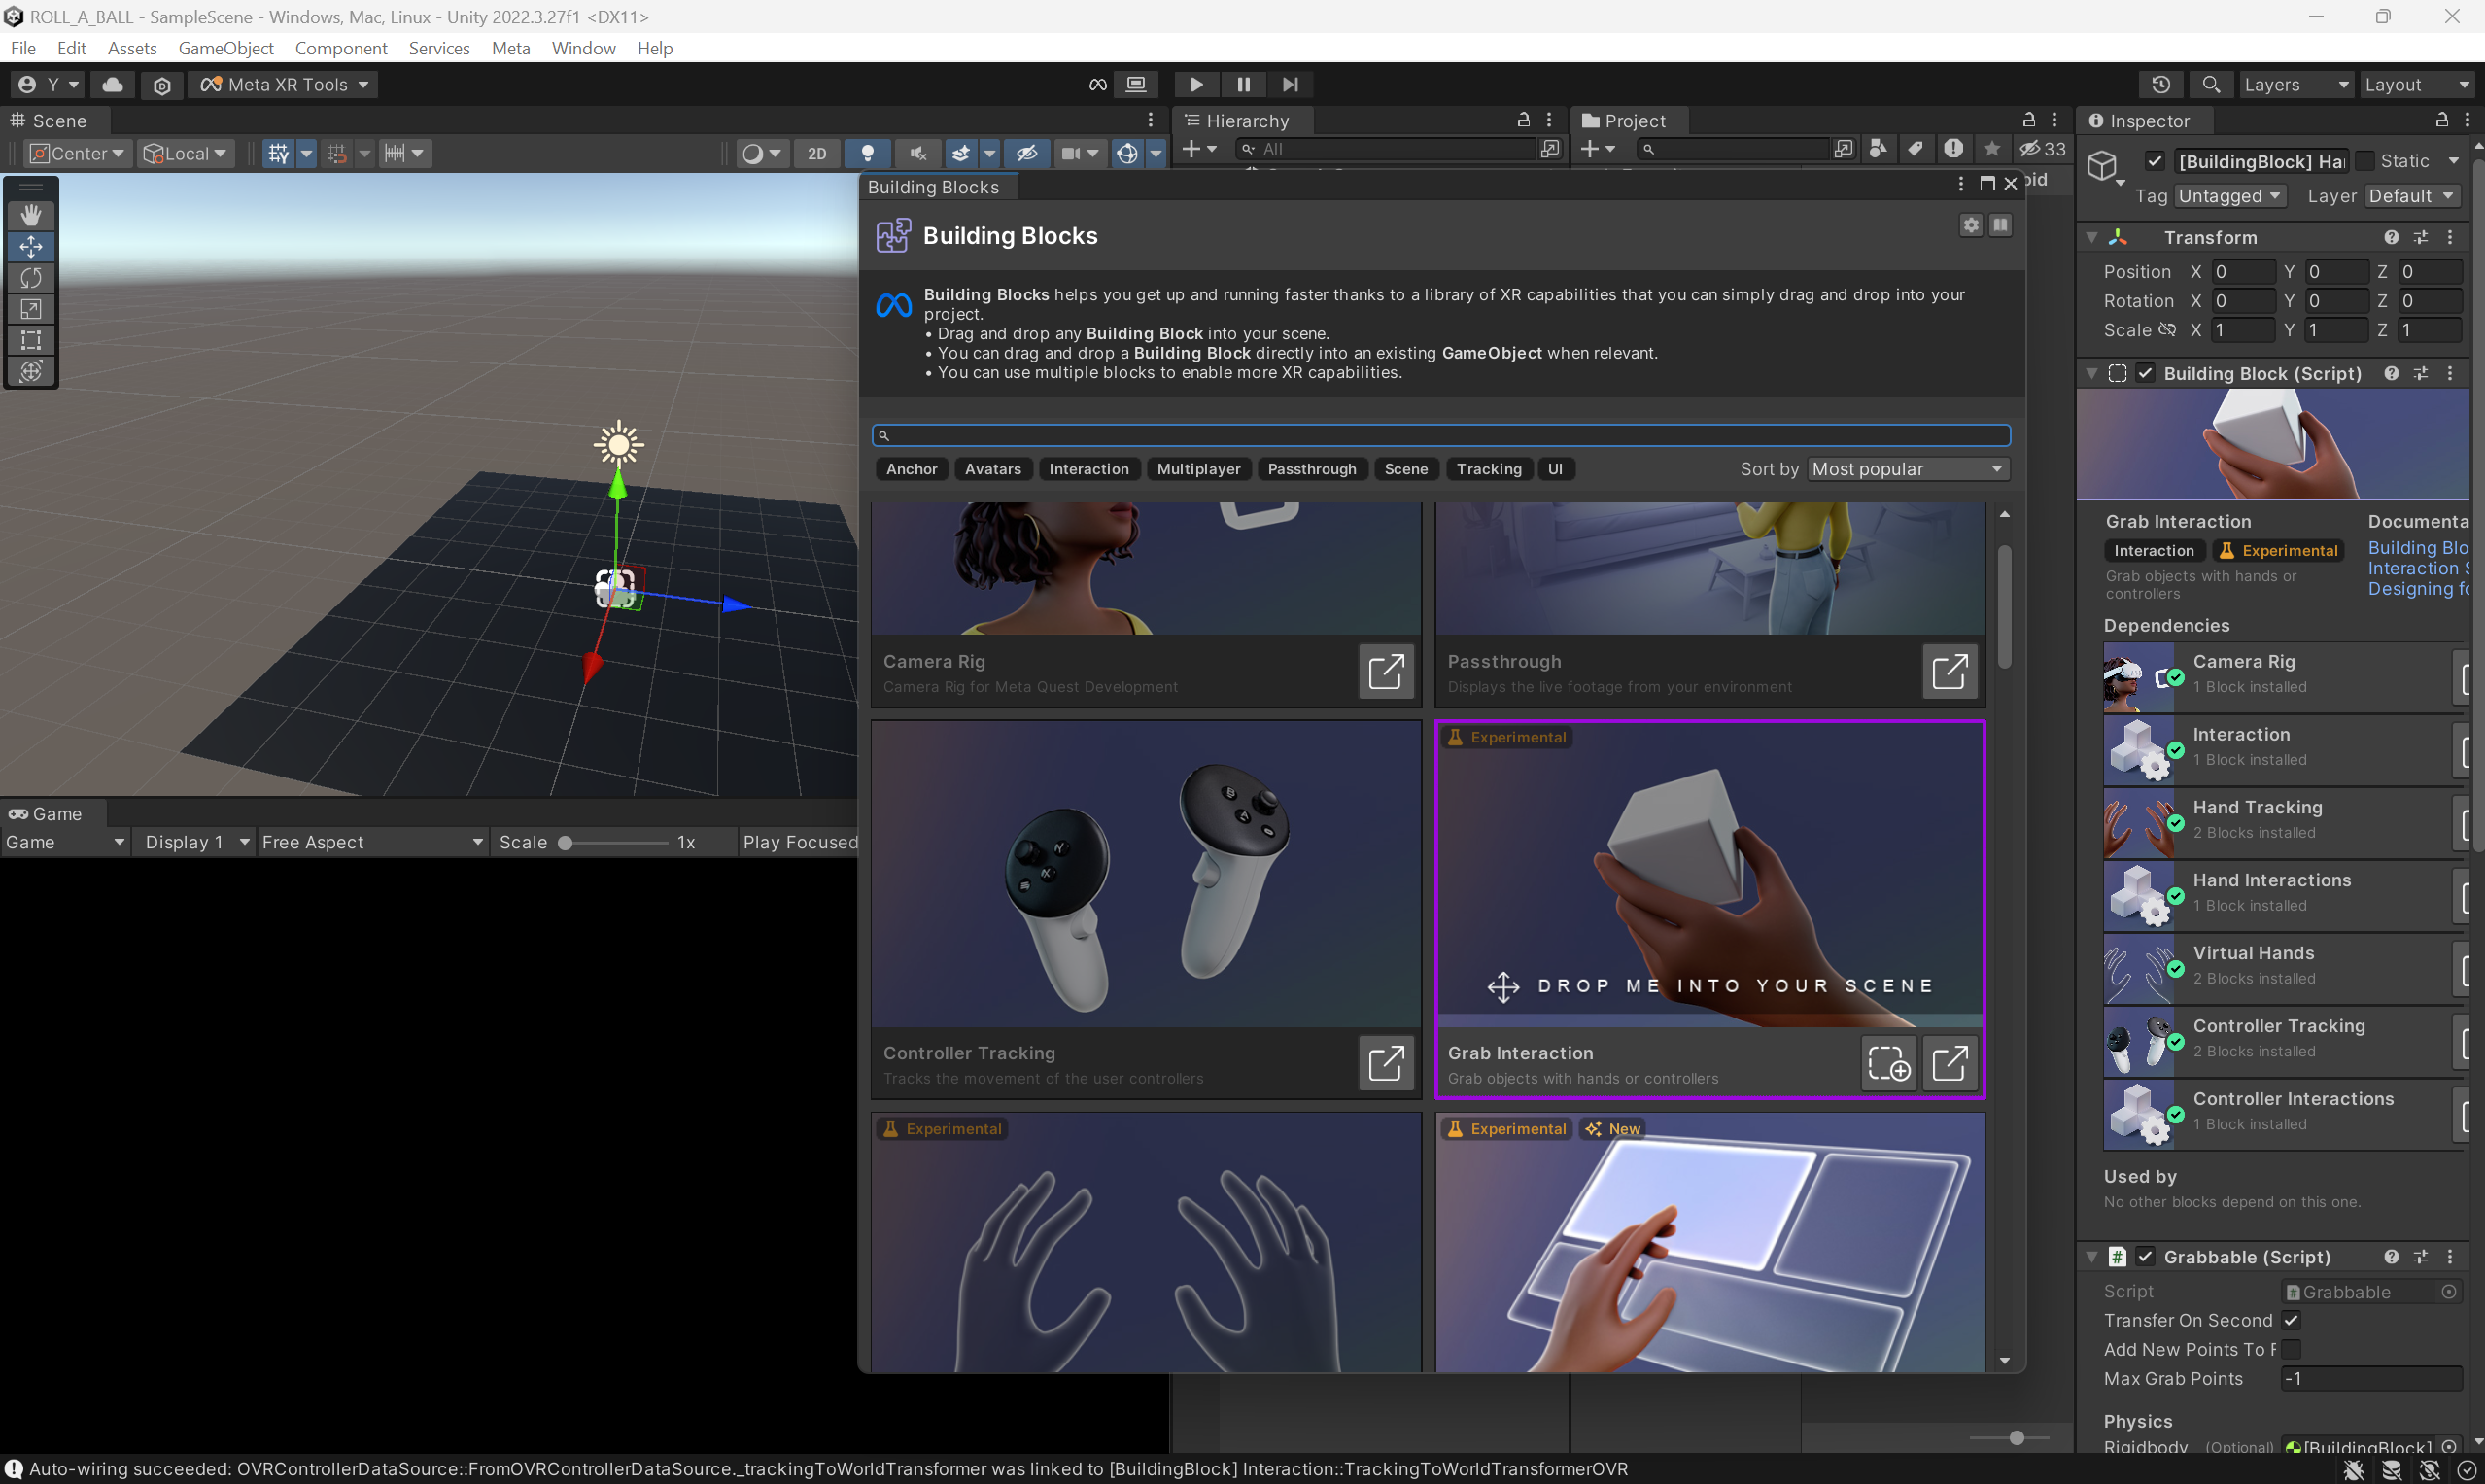 ROLL_A_BALL - SampleScene - Windows, Mac, Linux - Unity 2022.3.27f1 <DX11>
File Edit Assets GameObject Component Services Meta Window Help
Y Meta XR Tools Layers Layout
Scene
Center Local 2D
Hierarchy
All
Project
33
Inspector
[BuildingBlock] Ha Static
Tag Untagged Layer Default
Transform
Position X 0 Y 0 Z 0
Rotation X 0 Y 0 Z 0
Scale X 1 Y 1 Z 1
Building Block (Script)
Grab Interaction
Interaction Experimental
Grab objects with hands or
controllers
Documenta
Building Blo
Interaction S
Designing fo
Dependencies
Camera Rig
1 Block installed
Interaction
1 Block installed
Hand Tracking
2 Blocks installed
Hand Interactions
1 Block installed
Virtual Hands
2 Blocks installed
Controller Tracking
2 Blocks installed
Controller Interactions
1 Block installed
Used by
No other blocks depend on this one.
Grabbable (Script)
Script Grabbable
Transfer On Second
Add New Points To F
Max Grab Points -1
Physics
Rigidbody (Optional) [BuildingBlock]
Building Blocks
Building Blocks
Building Blocks helps you get up and running faster thanks to a library of XR capabilities that you can simply drag and drop into your
project.
• Drag and drop any Building Block into your scene.
• You can drag and drop a Building Block directly into an existing GameObject when relevant.
• You can use multiple blocks to enable more XR capabilities.
Anchor Avatars Interaction Multiplayer Passthrough Scene Tracking UI Sort by Most popular
Camera Rig
Camera Rig for Meta Quest Development
Passthrough
Displays the live footage from your environment
Controller Tracking
Tracks the movement of the user controllers
Experimental
DROP ME INTO YOUR SCENE
Grab Interaction
Grab objects with hands or controllers
Experimental
Experimental New
Game
Game Display 1 Free Aspect Scale 1x Play Focused
Auto-wiring succeeded: OVRControllerDataSource::FromOVRControllerDataSource._trackingToWorldTransformer was linked to [BuildingBlock] Interaction::TrackingToWorldTransformerOVR